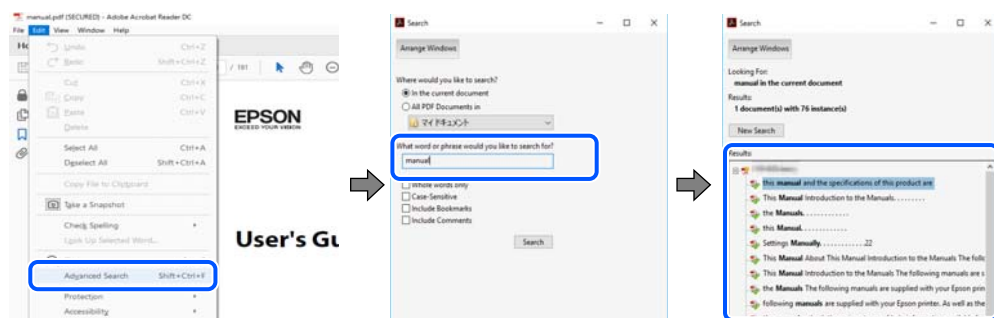 manual.pdf (SECURED) - Adobe Acrobat Reader DC
File Edit View Window Help
Undo Ctrl+Z
Redo Shift+Ctrl+Z
Cut Ctrl+X
Copy Ctrl+C
Paste Ctrl+V
Delete
Select All Ctrl+A
Deselect All Shift+Ctrl+A
Copy File to Clipboard
Take a Snapshot
Check Spelling
Look Up Selected Word...
Advanced Search Shift+Ctrl+F
Protection
Accessibility
/ 181
EPSON
EXCEED YOUR VISION
User's Gu
Search
Arrange Windows
Where would you like to search?
In the current document
All PDF Documents in
マイ ドキュメント
What word or phrase would you like to search for?
manual
Whole words only
Case-Sensitive
Include Bookmarks
Include Comments
Search
Search
Arrange Windows
Looking For:
manual in the current document
Results:
1 document(s) with 76 instance(s)
New Search
Results:
this manual and the specifications of this product are
This Manual Introduction to the Manuals. . . . . . . . .
the Manuals. . . . . . . . . . . .
this Manual. . . . . . . . . . . .
Settings Manually. . . . . . . . . . . .22
This Manual About This Manual Introduction to the Manuals The follo
This Manual Introduction to the Manuals The following manuals are s
the Manuals The following manuals are supplied with your Epson prin
following manuals are supplied with your Epson printer. As well as the